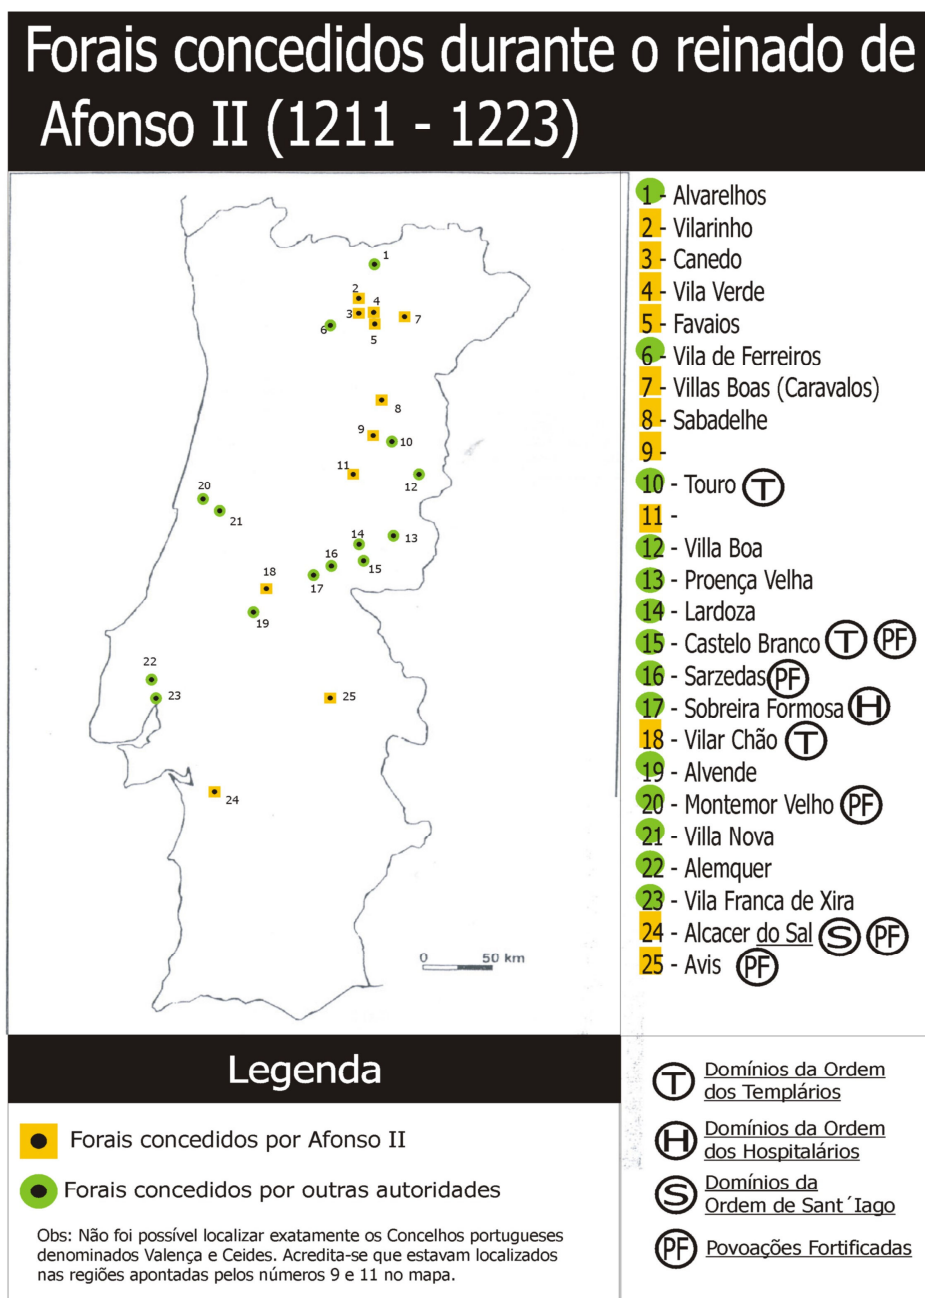 Forais concedidos durante o reinado de
Afonso II (1211 - 1223)
1
2
4
3
7
6
5
8
9
10
11
12
20
21
14
13
16
15
18
17
19
22
23
25
24
0 50 km
1 - Alvarelhos
2 - Vilarinho
3 - Canedo
4 - Vila Verde
5 - Favaios
6 - Vila de Ferreiros
7 - Villas Boas (Caravalos)
8 - Sabadelhe
9 -
10 - Touro T
11 -
12 - Villa Boa
13 - Proença Velha
14 - Lardoza
15 - Castelo Branco T PF
16 - Sarzedas PF
17 - Sobreira Formosa H
18 - Vilar Chão T
19 - Alvende
20 - Montemor Velho PF
21 - Villa Nova
22 - Alemquer
23 - Vila Franca de Xira
24 - Alcacer do Sal S PF
25 - Avis PF
Legenda
Forais concedidos por Afonso II
Forais concedidos por outras autoridades
Obs: Não foi possível localizar exatamente os Concelhos portugueses
denominados Valença e Ceides. Acredita-se que estavam localizados
nas regiões apontadas pelos números 9 e 11 no mapa.
T Domínios da Ordem
dos Templários
H Domínios da Ordem
dos Hospitalários
S Domínios da
Ordem de Sant´Iago
PF Povoações Fortificadas